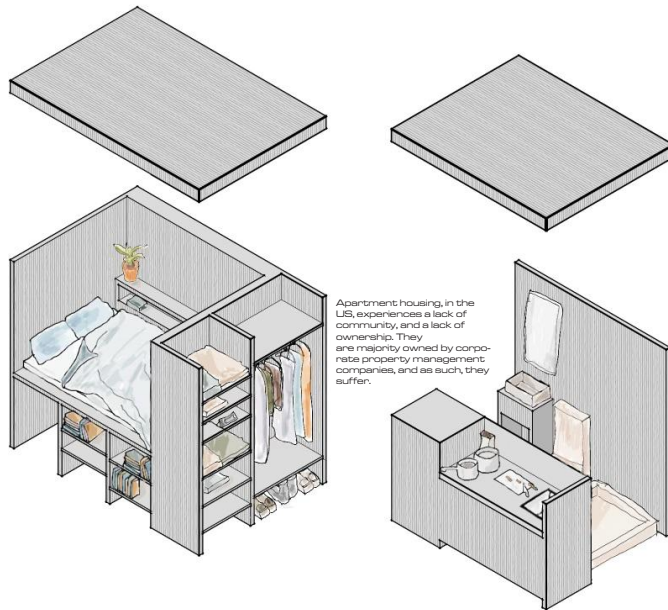 Apartment housing, in the
US, experiences a lack of
community, and a lack of
ownership. They
are majority owned by corpo-
rate property management
companies, and as such, they
suffer.